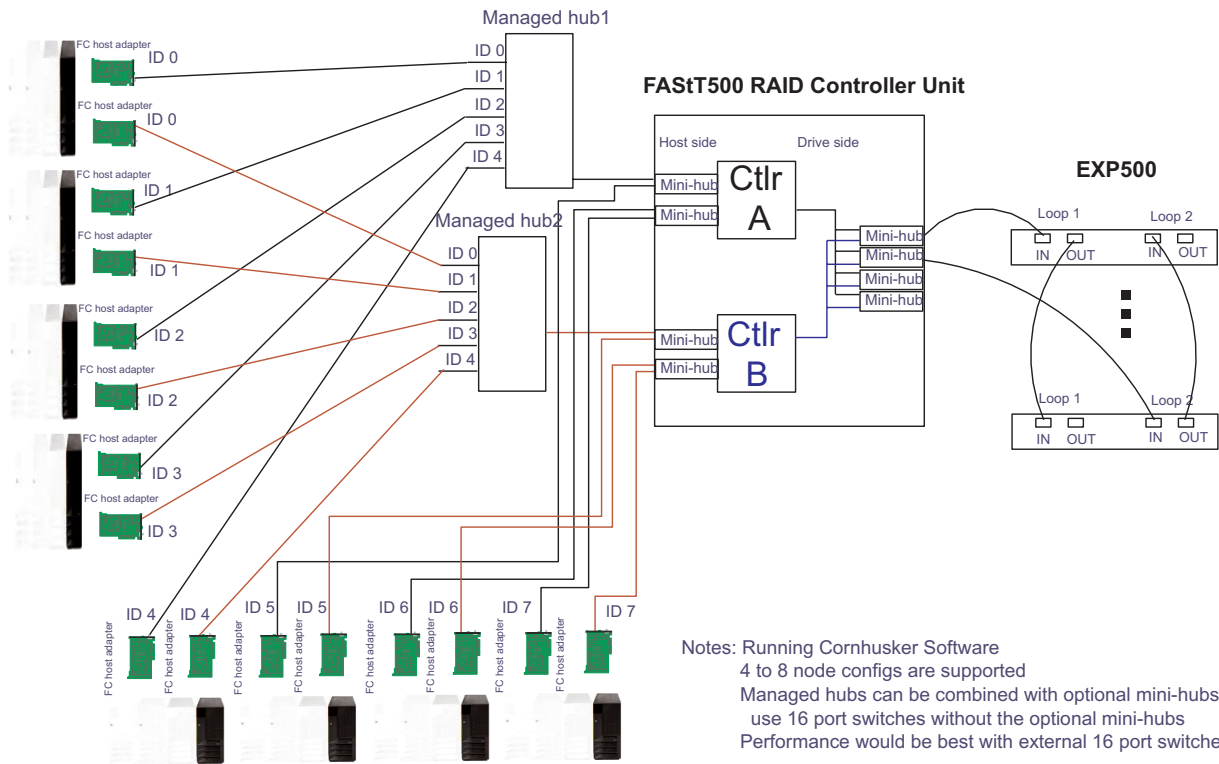 Managed hub1
FC host adapter
ID 0
ID 0
ID 1
ID 2
ID 3
ID 4
FC host adapter
ID 0
FC host adapter
ID 1
FC host adapter
ID 1
FC host adapter
ID 2
FC host adapter
ID 2
FC host adapter
ID 3
FC host adapter
ID 3
Managed hub2
ID 0
ID 1
ID 2
ID 3
ID 4
FAStT500 RAID Controller Unit
Host side
Drive side
Mini-hub
Mini-hub
Ctlr
A
Mini-hub
Mini-hub
Mini-hub
Mini-hub
Mini-hub
Mini-hub
Ctlr
B
EXP500
Loop 1
Loop 2
IN
OUT
IN
OUT
Loop 1
Loop 2
IN
OUT
IN
OUT
ID 4
ID 4
ID 5
ID 5
ID 6
ID 6
ID 7
ID 7
FC host adapter
FC host adapter
FC host adapter
FC host adapter
FC host adapter
FC host adapter
FC host adapter
FC host adapter
Notes: Running Cornhusker Software
4 to 8 node configs are supported
Managed hubs can be combined with optional mini-hubs
use 16 port switches without the optional mini-hubs
Performance would be best with external 16 port switche